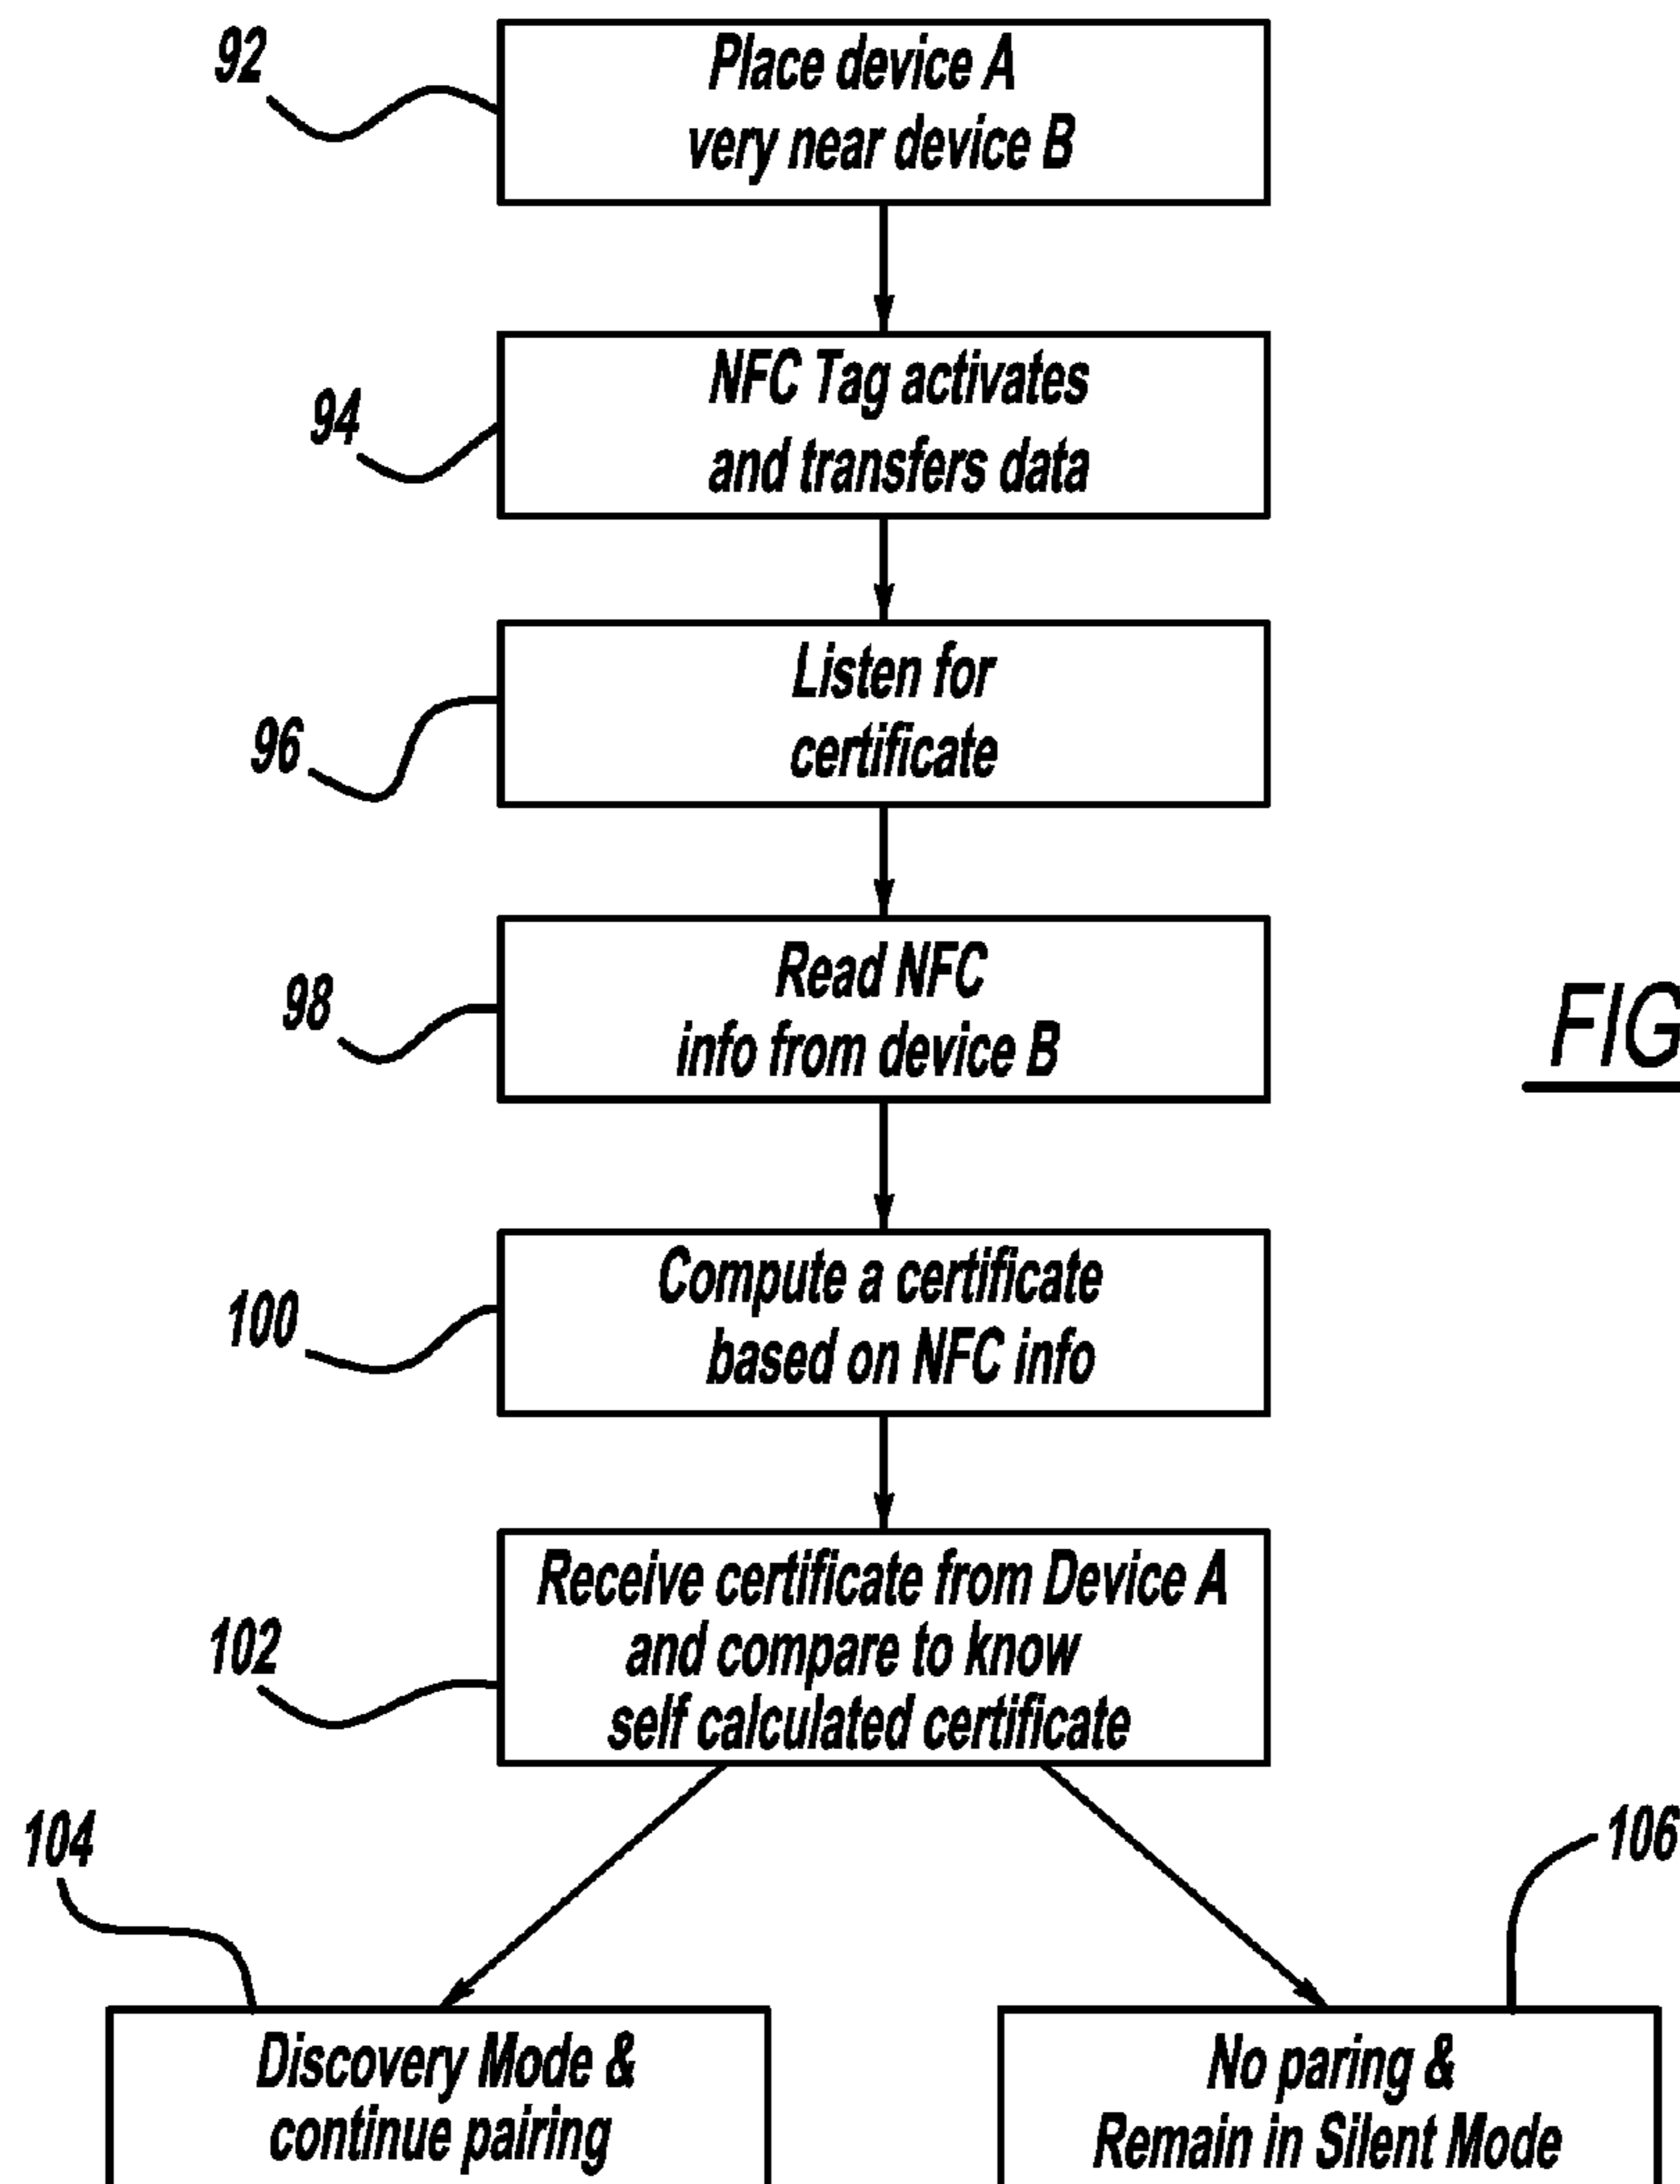 92
Place device A
very near device B
94
NFC Tag activates
and transfers data
96
Listen for
certificate
98
Read NFC
info from device B
FIG
100
Compute a certificate
based on NFC info
102
Receive certificate from Device A
and compare to know
self calculated certificate
104
106
Discovery Mode &
continue pairing
No paring &
Remain in Silent Mode